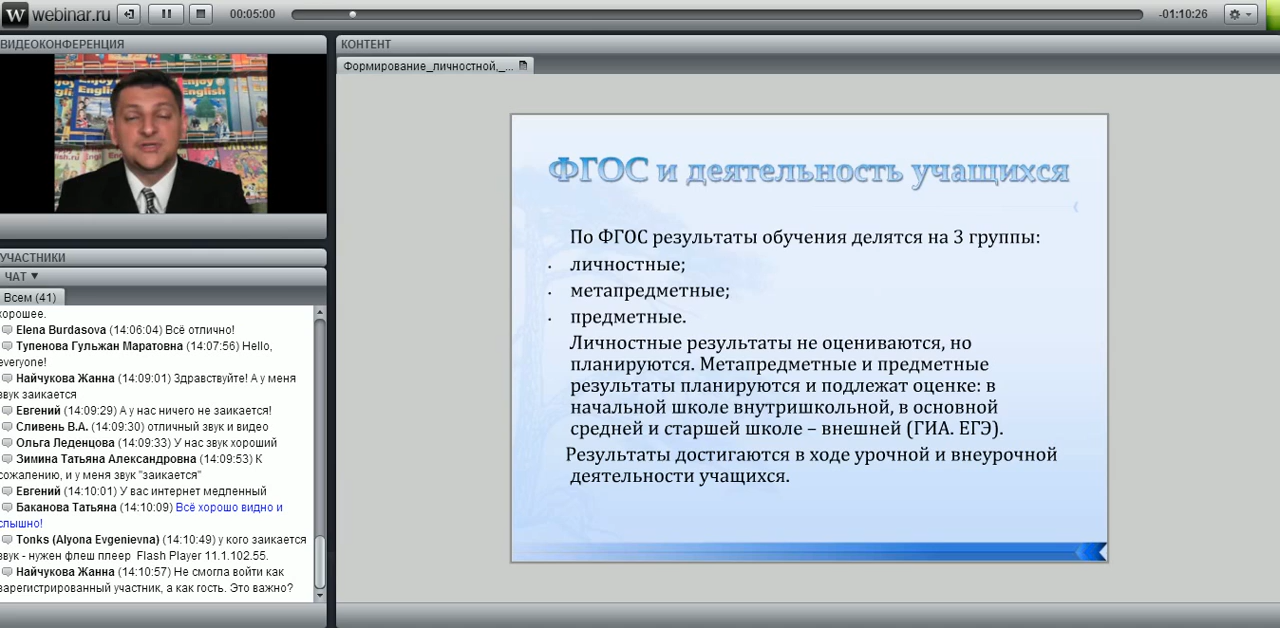 W webinar.ru
00:05:00
-01:10:26
ВИДЕОКОНФЕРЕНЦИЯ
Enjoy English
УЧАСТНИКИ
ЧАТ
Всем (41)
хорошее.
Elena Burdasova (14:06:04) Всё отлично!
Тупенова Гульжан Маратовна (14:07:56) Hello,
everyone!
Найчукова Жанна (14:09:01) Здравствуйте! А у меня
звук заикается
Евгений (14:09:29) А у нас ничего не заикается!
Сливень В.А. (14:09:30) отличный звук и видео
Ольга Леденцова (14:09:33) У нас звук хороший
Зимина Татьяна Александровна (14:09:53) К
сожалению, и у меня звук "заикается"
Евгений (14:10:01) У вас интернет медленный
Баканова Татьяна (14:10:09) Всё хорошо видно и
слышно!
Tonks (Alyona Evgenievna) (14:10:49) у кого заикается
звук - нужен флеш плеер Flash Player 11.1.102.55.
Найчукова Жанна (14:10:57) Не смогла войти как
зарегистрированный участник, а как гость. Это важно?
КОНТЕНТ
Формирование_личностной,_...
ФГОС и деятельность учащихся
По ФГОС результаты обучения делятся на 3 группы:
· личностные;
· метапредметные;
· предметные.
Личностные результаты не оцениваются, но
планируются. Метапредметные и предметные
результаты планируются и подлежат оценке: в
начальной школе внутришкольной, в основной
средней и старшей школе – внешней (ГИА. ЕГЭ).
Результаты достигаются в ходе урочной и внеурочной
деятельности учащихся.